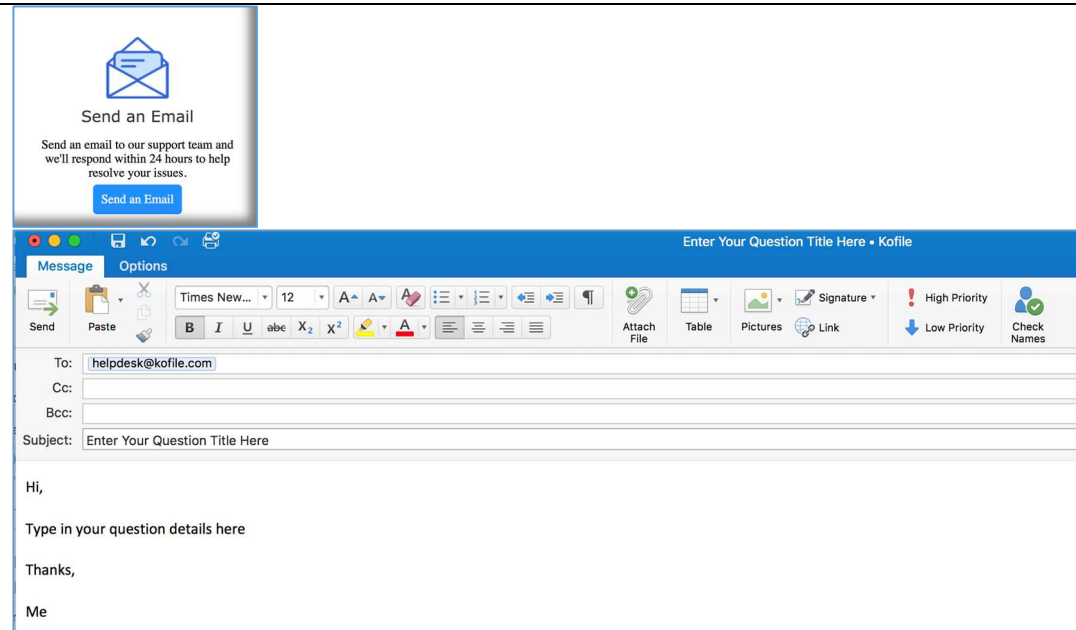 Send an Email
Send an email to our support team and
we'll respond within 24 hours to help
resolve your issues.
Send an Email
Enter Your Question Title Here • Kofile
Message Options
Times New... 12 A A A
Signature High Priority
Send Paste B I U abc X2 X2 A Attach File Table Pictures Link Low Priority Check Names
To: helpdesk@kofile.com
Cc:
Bcc:
Subject: Enter Your Question Title Here
Hi,
Type in your question details here
Thanks,
Me